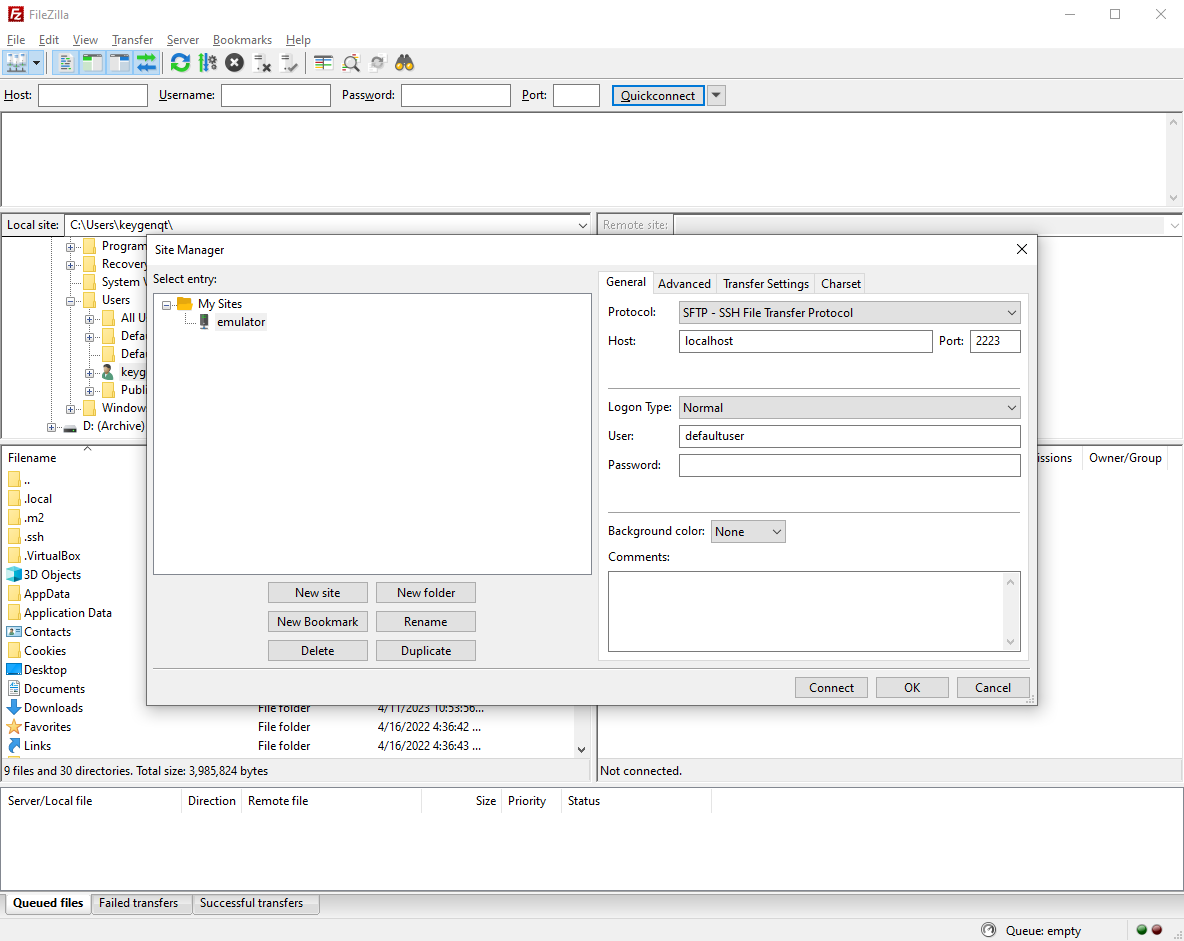 FileZilla
File Edit View Transfer Server Bookmarks Help
Host: Username: Password: Port: Quickconnect
Local site: C:\Users\keygenqt\ Remote site:
Program
Recovery
System V
Users
All U
Defa
Defa
keyg
Publi
Window
D: (Archive)
Site Manager
Select entry:
My Sites
emulator
New site New folder
New Bookmark Rename
Delete Duplicate
General Advanced Transfer Settings Charset
Protocol: SFTP - SSH File Transfer Protocol
Host: localhost Port: 2223
Logon Type: Normal
User: defaultuser
Password:
Background color: None
Comments:
Connect OK Cancel
Filename issions Owner/Group
..
.local
.m2
.ssh
.VirtualBox
3D Objects
AppData
Application Data
Contacts
Cookies
Desktop
Documents
Downloads File folder 4/11/2023 10:53:56...
Favorites File folder 4/16/2022 4:36:42 ...
Links File folder 4/16/2022 4:36:43 ...
9 files and 30 directories. Total size: 3,985,824 bytes Not connected.
Server/Local file Direction Remote file Size Priority Status
Queued files Failed transfers Successful transfers
Queue: empty